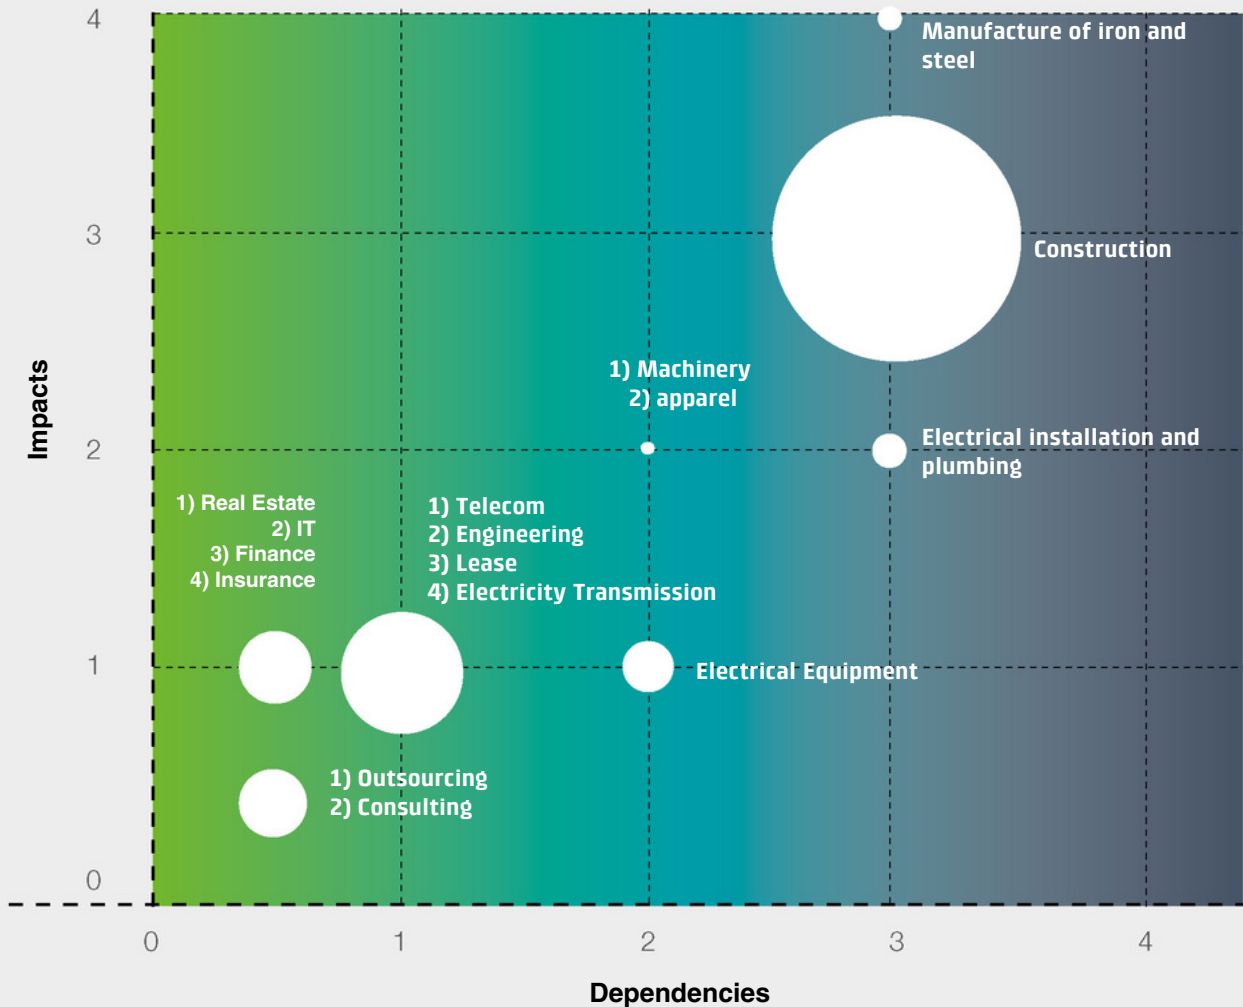 4
Manufacture of iron and
steel
3
Construction
1) Machinery
2) apparel
Impacts
2
Electrical installation and
plumbing
1) Real Estate
2) IT
3) Finance
4) Insurance
1) Telecom
2) Engineering
3) Lease
4) Electricity Transmission
1
Electrical Equipment
1) Outsourcing
2) Consulting
0
0
1
2
3
4
Dependencies